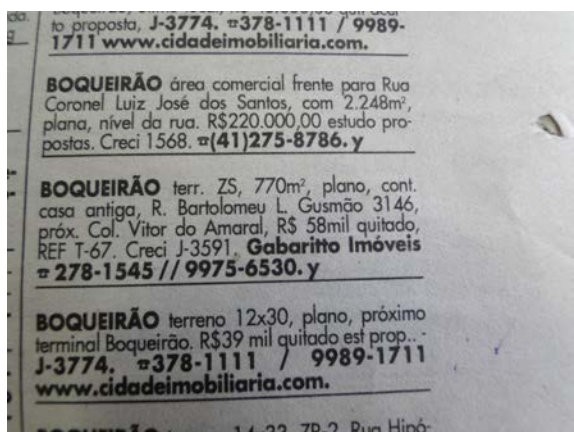 to proposta, J-3774. ☎378-1111 / 9989-
1711 www.cidadeimobiliaria.com.
BOQUEIRÃO área comercial frente para Rua
Coronel Luiz José dos Santos, com 2.248m²,
plana, nível da rua. R$220.000,00 estudo pro-
postas. Creci 1568. ☎(41)275-8786. y
BOQUEIRÃO terr. ZS, 770m², plano, cont.
casa antiga, R. Bartolomeu L. Gusmão 3146,
próx. Col. Vitor do Amaral, R$ 58mil quitado,
REF T-67. Creci J-3591. Gabaritto Imóveis
☎278-1545 // 9975-6530. y
BOQUEIRÃO terreno 12x30, plano, próximo
terminal Boqueirão. R$39 mil quitado est prop.. -
J-3774. ☎378-1111 / 9989-1711
www.cidadeimobiliaria.com.
ZR-2, Rua Hipó-